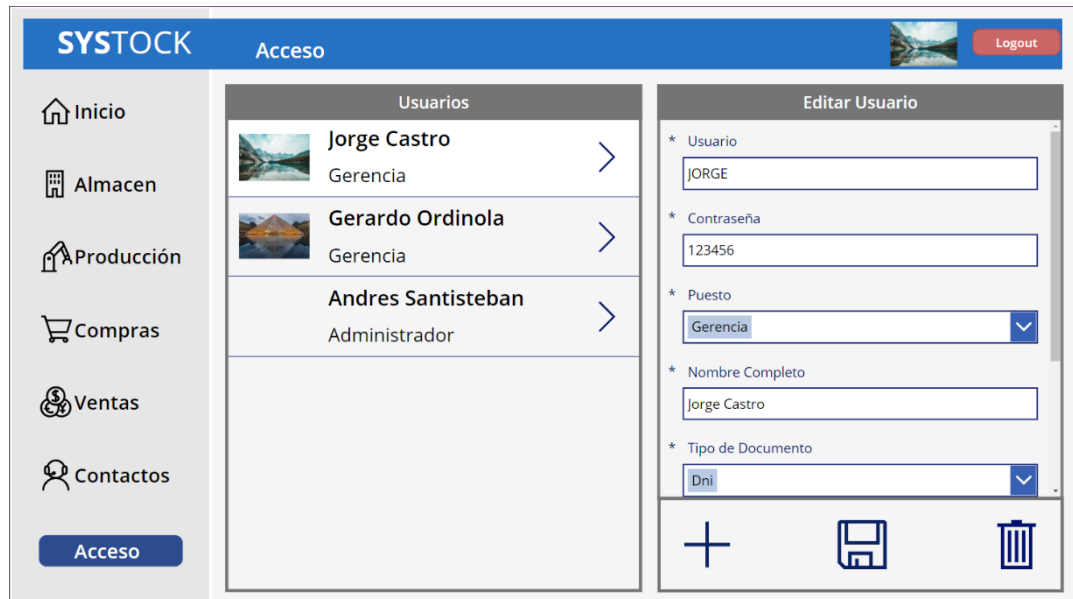 SYSTOCK
Acceso
Logout
Inicio
Almacen
Producción
Compras
Ventas
Contactos
Acceso
Usuarios
Jorge Castro
Gerencia
Gerardo Ordinola
Gerencia
Andres Santisteban
Administrador
Editar Usuario
* Usuario
JORGE
* Contraseña
123456
* Puesto
Gerencia
* Nombre Completo
Jorge Castro
* Tipo de Documento
Dni